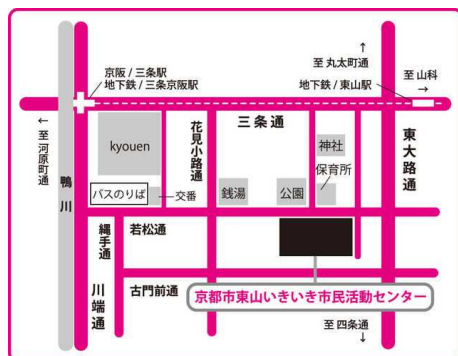 ↑
至 丸太町通
京阪 / 三条駅
地下鉄 / 三条京阪駅
地下鉄 / 東山駅
至 山科
→
←
至 河原町通
鴨川
kyouen
花見小路通
三条通
神社
保育所
東大路通
バスのりば
交番
銭湯
公園
縄手通
若松通
川端通
古門前通
京都市東山いきいき市民活動センター
至 四条通
↓